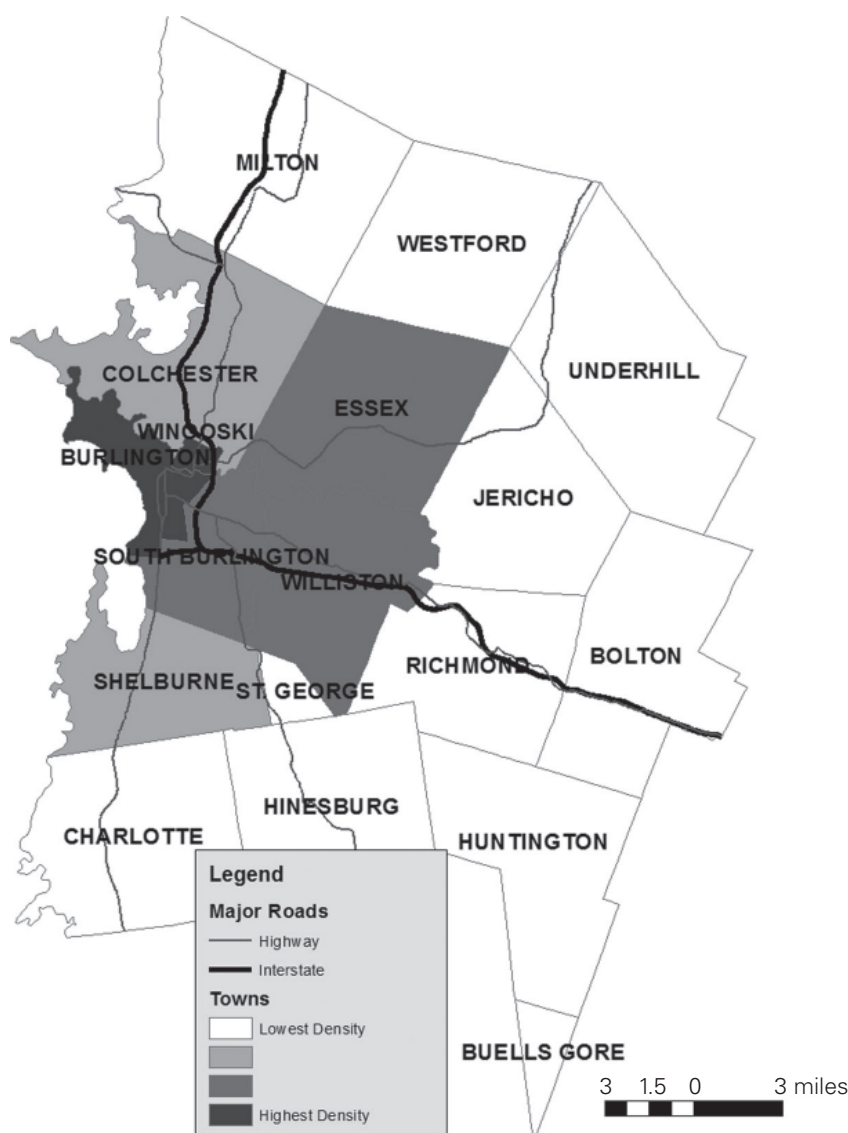 MILTON
WESTFORD
UNDERHILL
COLCHESTER
ESSEX
WINOOSKI
BURLINGTON
JERICHO
SOUTH BURLINGTON
WILLISTON
BOLTON
RICHMOND
SHELBURNE
ST. GEORGE
HINESBURG
CHARLOTTE
HUNTINGTON
Legend
Major Roads
Highway
Interstate
Towns
Lowest Density
Highest Density
BUELLS GORE
3 1.5 0 3 miles